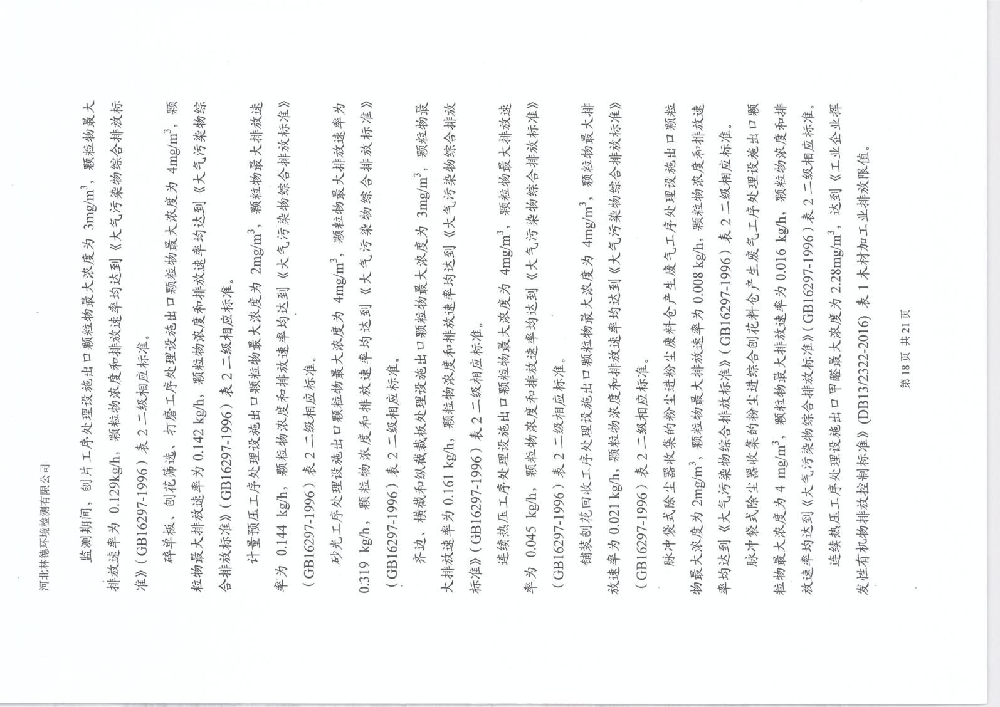 河北林德环境检测有限公司
监测期间，刨片工序处理设施出口颗粒物最大浓度为 3mg/m³，颗粒物最大
排放速率为 0.129kg/h，颗粒物浓度和排放速率均达到《大气污染物综合排放标
准》（GB16297-1996）表 2 二级相应标准。
碎单板、刨花筛选、打磨工序处理设施出口颗粒物最大浓度为 4mg/m³，颗
粒物最大排放速率为 0.142 kg/h，颗粒物浓度和排放速率均达到《大气污染物综
合排放标准》（GB16297-1996）表 2 二级相应标准。
计量预压工序处理设施出口颗粒物最大浓度为 2mg/m³，颗粒物最大排放速
率为 0.144 kg/h，颗粒物浓度和排放速率均达到《大气污染物综合排放标准》
（GB16297-1996）表 2 二级相应标准。
砂光工序处理设施出口颗粒物最大浓度为 4mg/m³，颗粒物最大排放速率为
0.319 kg/h，颗粒物浓度和排放速率均达到《大气污染物综合排放标准》
（GB16297-1996）表 2 二级相应标准。
齐边、横截和纵截裁板处理设施出口颗粒物最大浓度为 3mg/m³，颗粒物最
大排放速率为 0.161 kg/h，颗粒物浓度和排放速率均达到《大气污染物综合排放
标准》（GB16297-1996）表 2 二级相应标准。
连续热压工序处理设施出口颗粒物最大浓度为 4mg/m³，颗粒物最大排放速
率为 0.045 kg/h，颗粒物浓度和排放速率均达到《大气污染物综合排放标准》
（GB16297-1996）表 2 二级相应标准。
铺装刨花回收工序处理设施出口颗粒物最大浓度为 4mg/m³，颗粒物最大排
放速率为 0.021 kg/h，颗粒物浓度和排放速率均达到《大气污染物综合排放标准》
（GB16297-1996）表 2 二级相应标准。
脉冲袋式除尘器收集的粉尘进粉尘废料仓产生废气工序处理设施出口颗粒
物最大浓度为 2mg/m³，颗粒物最大排放速率为 0.008 kg/h，颗粒物浓度和排放速
率均达到《大气污染物综合排放标准》（GB16297-1996）表 2 二级相应标准。
脉冲袋式除尘器收集的粉尘进综合刨花料仓产生废气工序处理设施出口颗
粒物最大浓度为 4 mg/m³，颗粒物最大排放速率为 0.016 kg/h，颗粒物浓度和排
放速率均达到《大气污染物综合排放标准》（GB16297-1996）表 2 二级相应标准。
连续热压工序处理设施出口甲醛最大浓度为 2.28mg/m³，达到《工业企业挥
发性有机物排放控制标准》(DB13/2322-2016) 表 1 木材加工业排放限值。
第 18 页 共 21 页